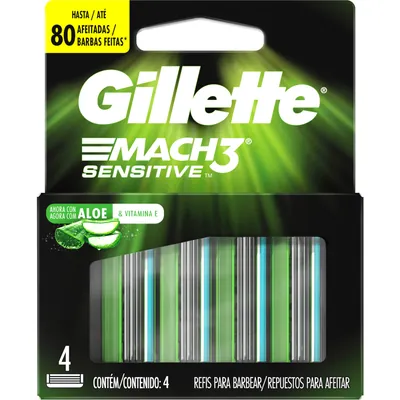 HASTA / ATÉ
80 AFEITADAS /
BARBAS FEITAS*
Gillette®
MACH3®
SENSITIVE™
AHORA CON
AGORA COM
ALOE
& VITAMINA E
4
CONTÉM/CONTENIDO: 4
REFIS PARA BARBEAR/REPUESTOS PARA AFEITAR